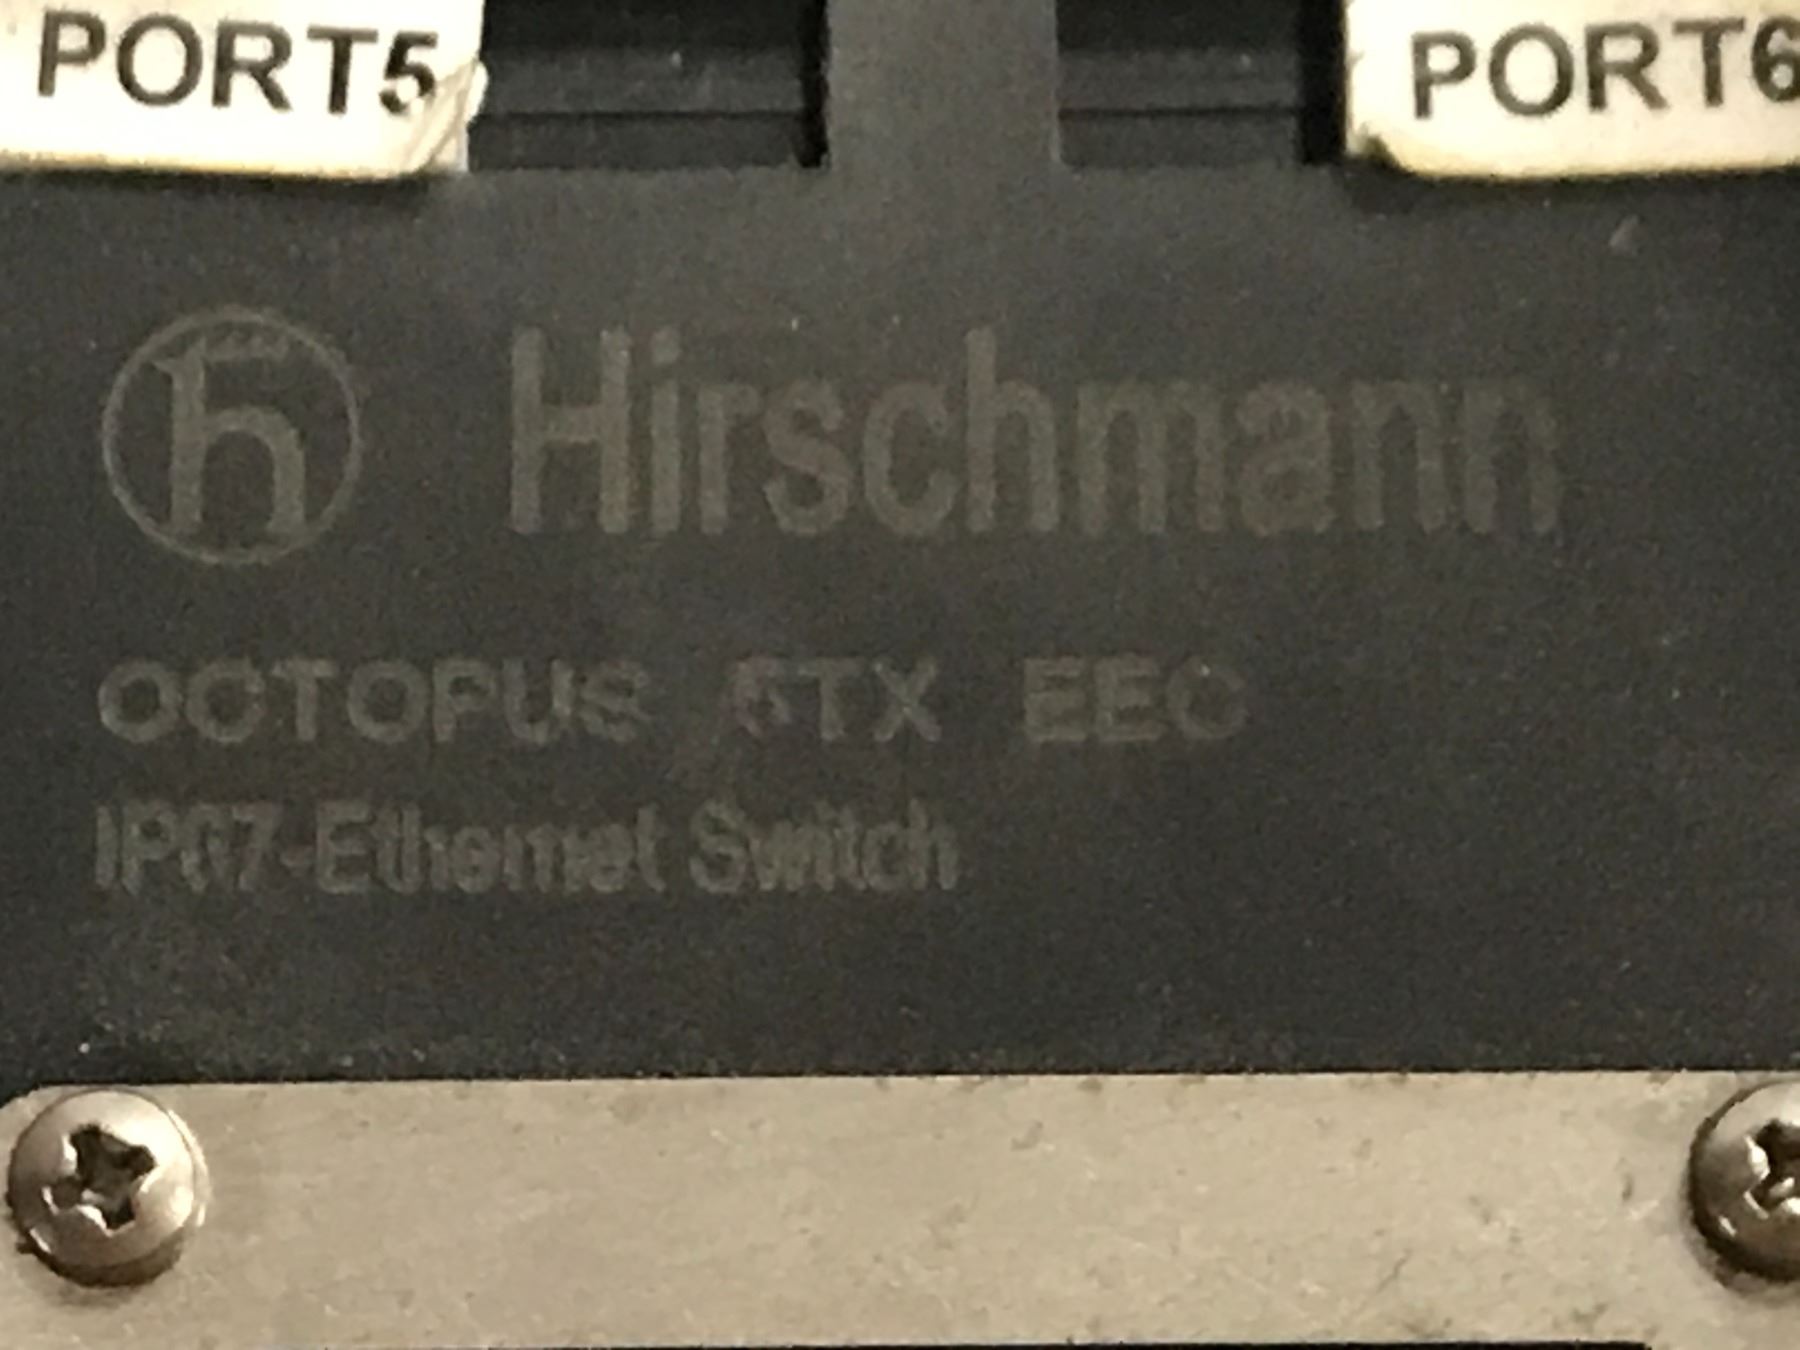 PORT5
PORT6
h Hirschmann
OCTOPUS 5TX EEC
IP67-Ethernet Switch